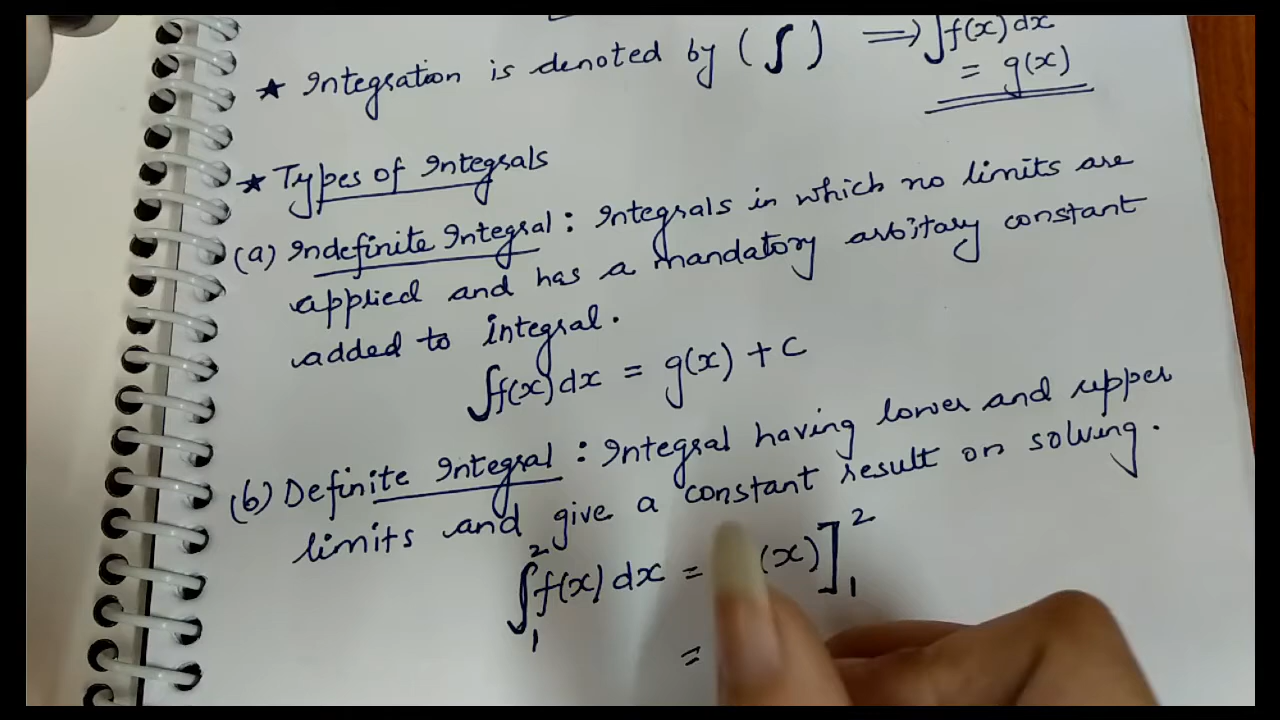 ★ Integration is denoted by (∫) ⟹ ∫f(x)dx
= g(x)
★ Types of Integrals
(a) Indefinite Integral : Integrals in which no limits are
applied and has a mandatory arbitary constant
added to integral.
∫f(x)dx = g(x) + c
(b) Definite Integral : Integral having lower and upper
limits and give a constant result on solving.
∫₁² f(x) dx = (x)]₁²
=